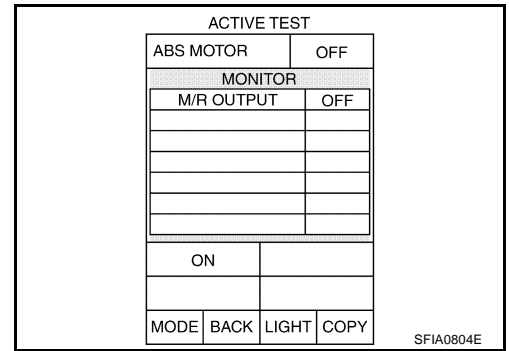 ACTIVE TEST
ABS MOTOR OFF
MONITOR
M/R OUTPUT OFF
ON
MODE BACK LIGHT COPY
SFIA0804E